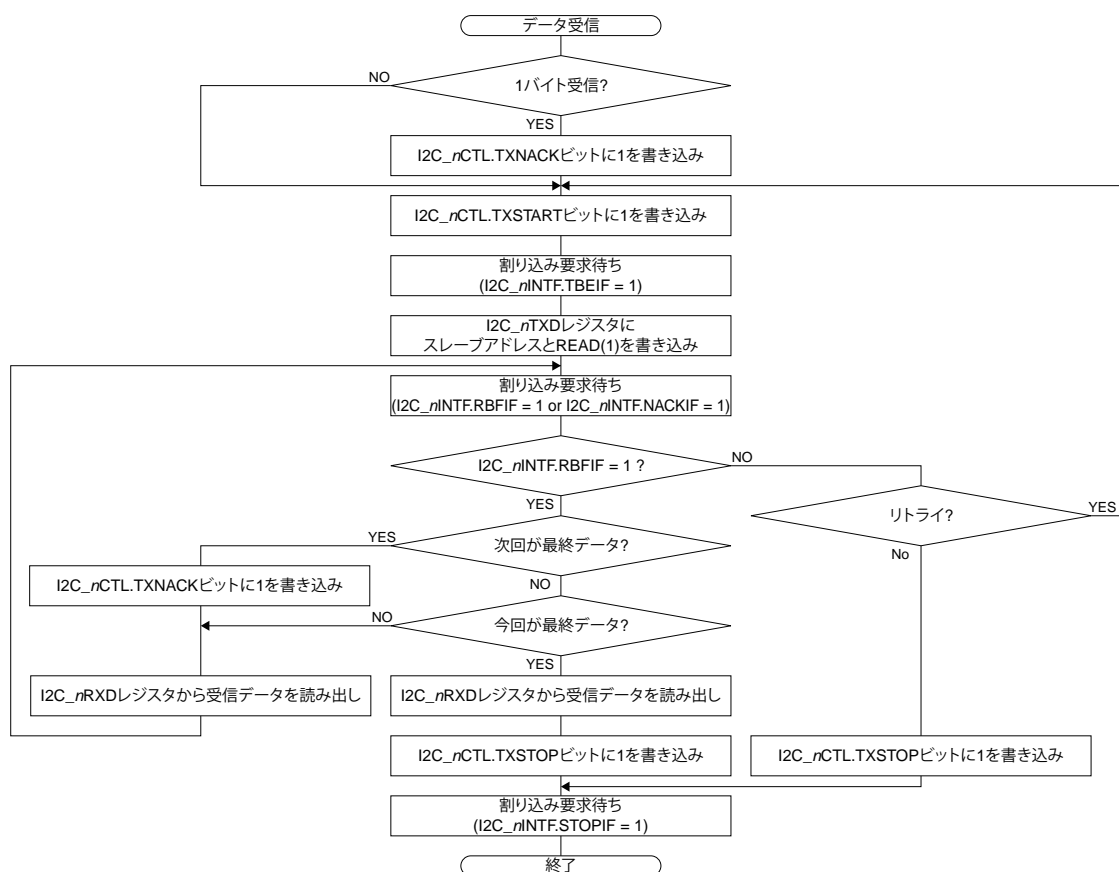 データ受信
1バイト受信?
NO
YES
I2C_nCTL.TXNACKビットに1を書き込み
I2C_nCTL.TXSTARTビットに1を書き込み
割り込み要求待ち
(I2C_nINTF.TBEIF = 1)
I2C_nTXDレジスタに
スレーブアドレスとREAD(1)を書き込み
割り込み要求待ち
(I2C_nINTF.RBFIF = 1 or I2C_nINTF.NACKIF = 1)
I2C_nINTF.RBFIF = 1 ?
NO
YES
リトライ?
YES
No
YES
次回が最終データ?
NO
I2C_nCTL.TXNACKビットに1を書き込み
NO
今回が最終データ?
YES
I2C_nRXDレジスタから受信データを読み出し
I2C_nRXDレジスタから受信データを読み出し
I2C_nCTL.TXSTOPビットに1を書き込み
I2C_nCTL.TXSTOPビットに1を書き込み
割り込み要求待ち
(I2C_nINTF.STOPIF = 1)
終了